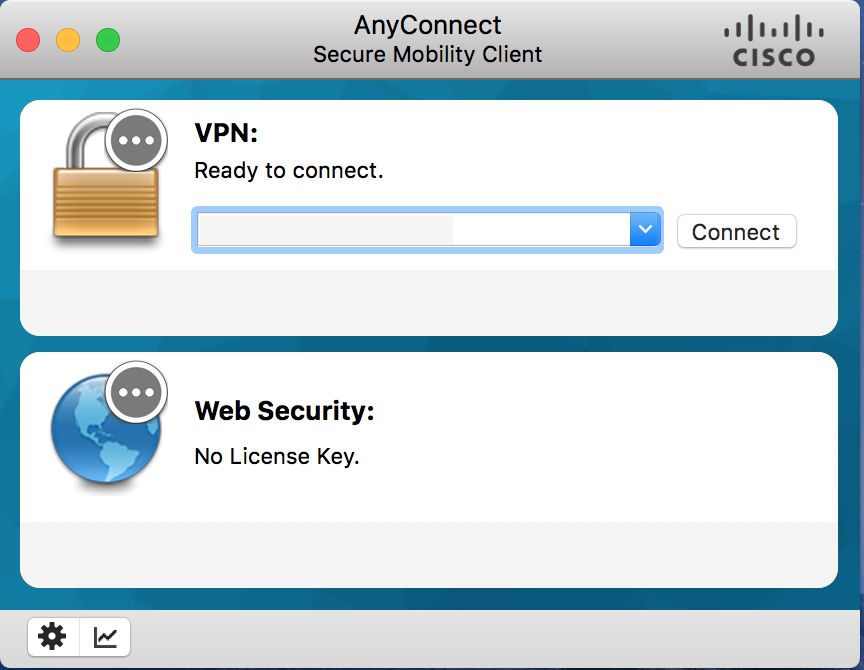 AnyConnect
Secure Mobility Client
CISCO
VPN:
Ready to connect.
Connect
Web Security:
No License Key.